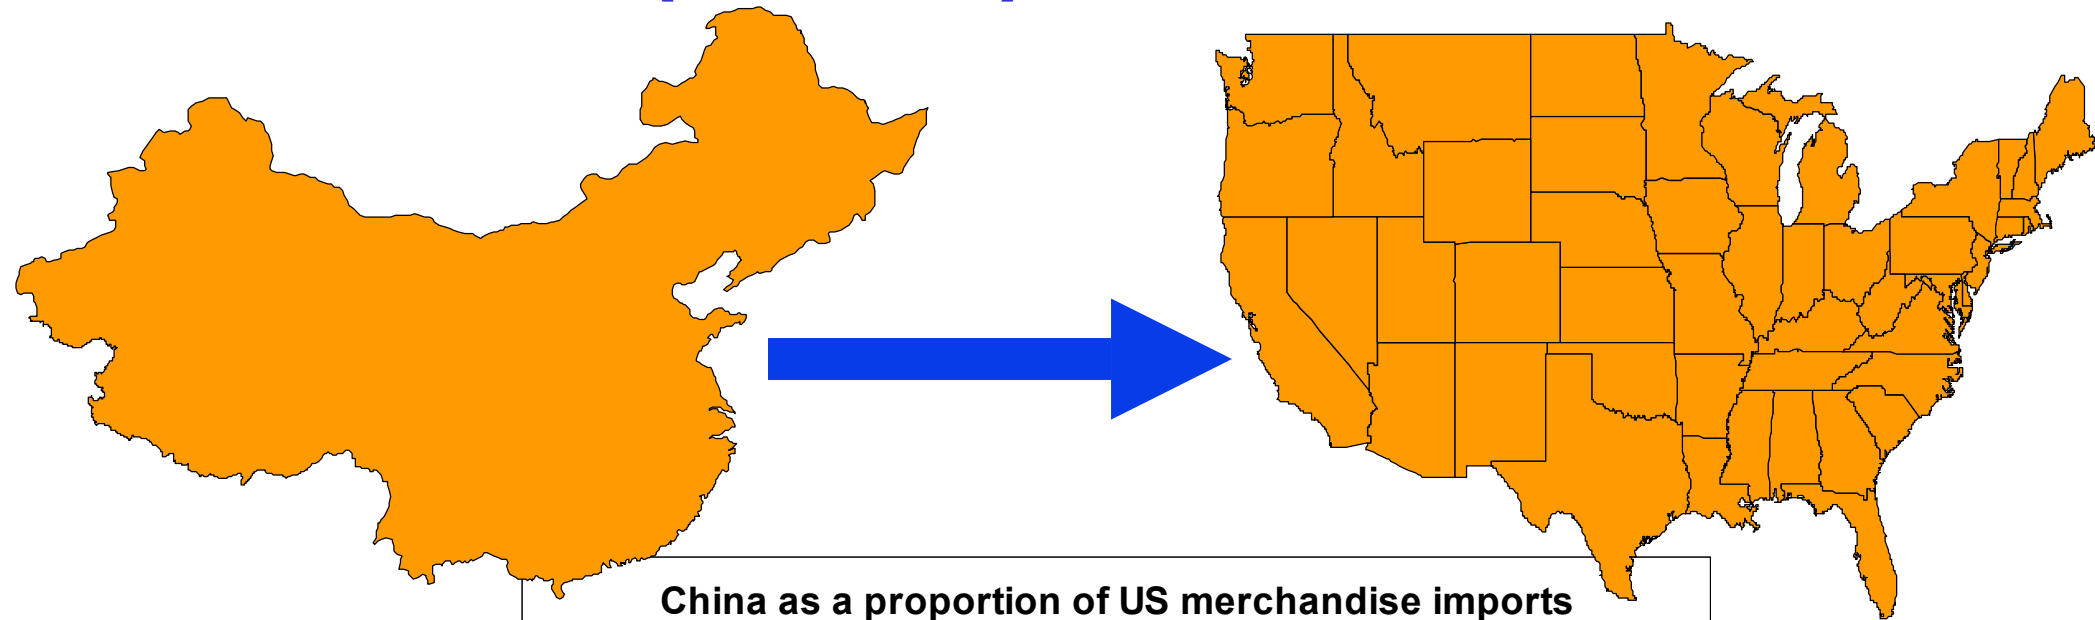 China as a proportion of US merchandise imports